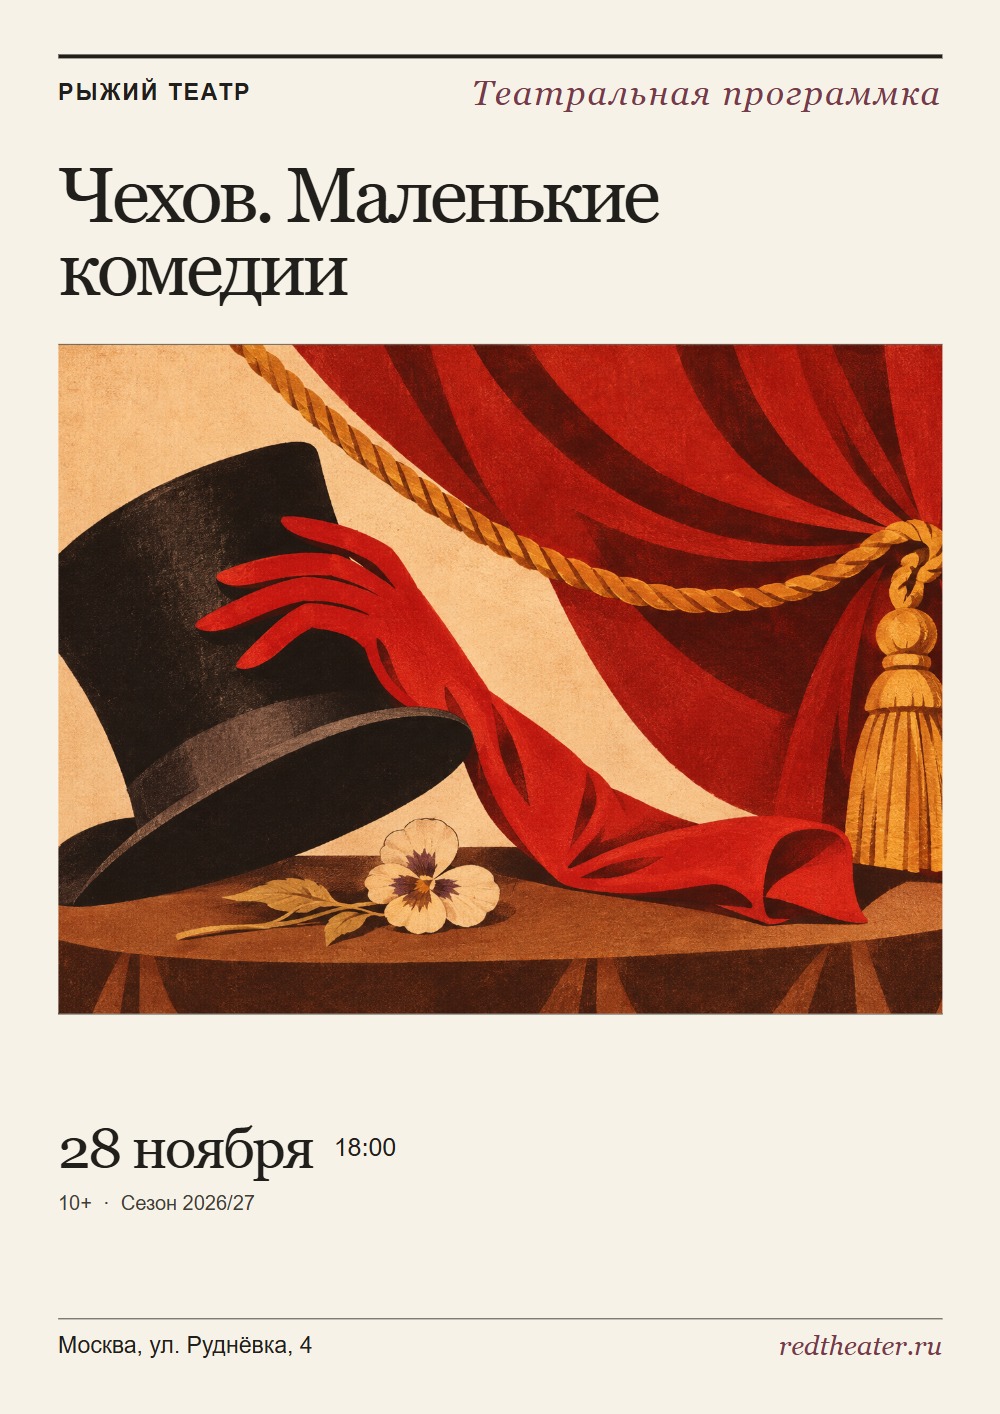 РЫЖИЙ ТЕАТР
Театральная программка
Чехов. Маленькие
комедии
28 ноября 18:00
10+ · Сезон 2026/27
Москва, ул. Руднёвка, 4
redtheater.ru